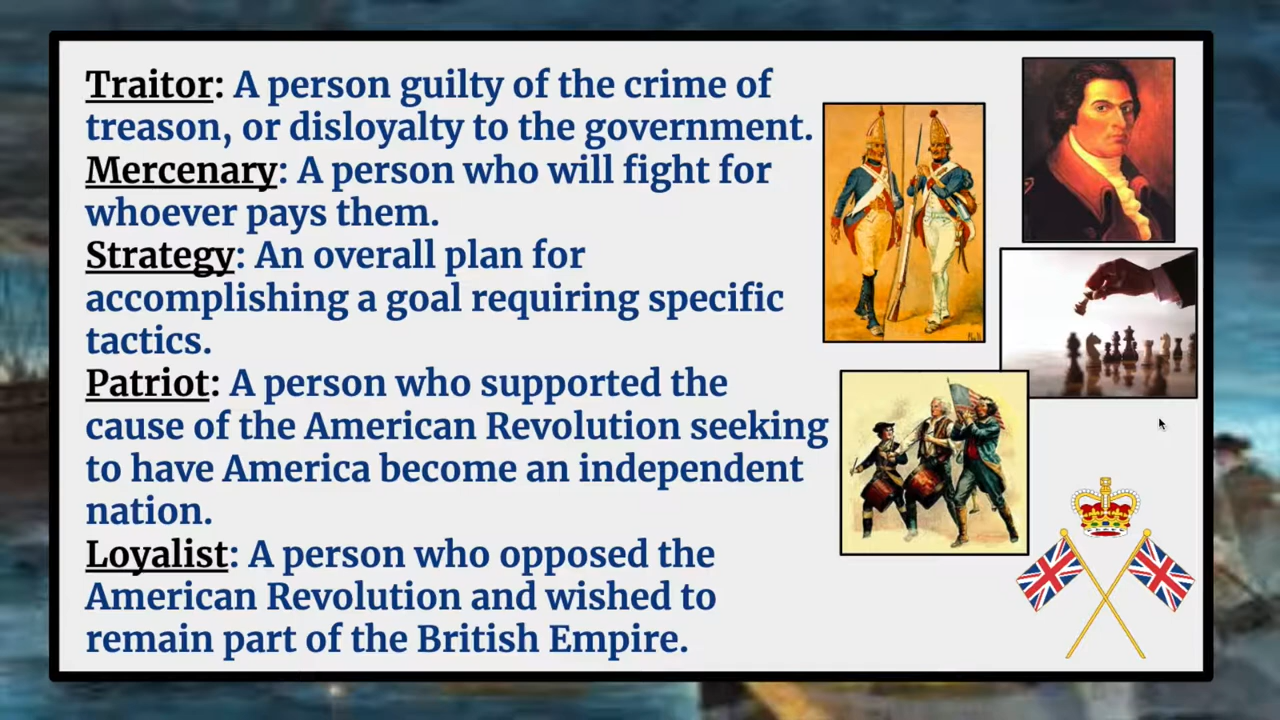 Traitor: A person guilty of the crime of
treason, or disloyalty to the government.
Mercenary: A person who will fight for
whoever pays them.
Strategy: An overall plan for
accomplishing a goal requiring specific
tactics.
Patriot: A person who supported the
cause of the American Revolution seeking
to have America become an independent
nation.
Loyalist: A person who opposed the
American Revolution and wished to
remain part of the British Empire.